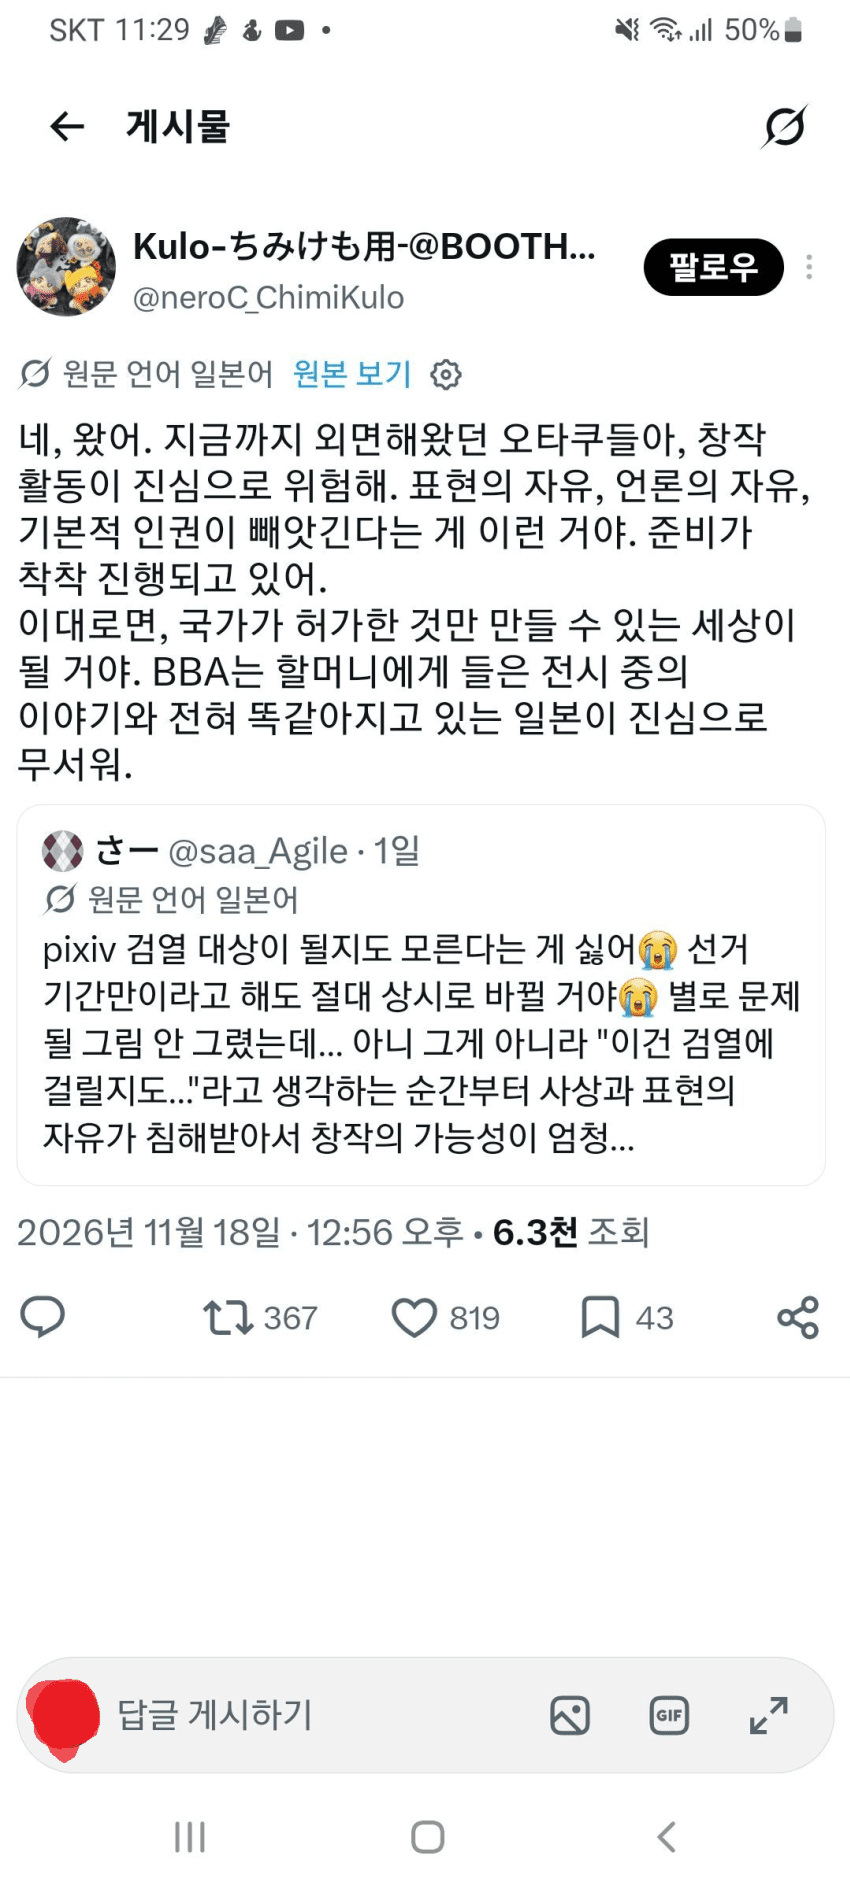 SKT 11:29
50%
게시물
Kulo-ちみけも用-@BOOTH...
@neroC_ChimiKulo
팔로우
원문 언어 일본어 원본 보기
네, 왔어. 지금까지 외면해왔던 오타쿠들아, 창작
활동이 진심으로 위험해. 표현의 자유, 언론의 자유,
기본적 인권이 빼앗긴다는 게 이런 거야. 준비가
착착 진행되고 있어.
이대로면, 국가가 허가한 것만 만들 수 있는 세상이
될 거야. BBA는 할머니에게 들은 전시 중의
이야기와 전혀 똑같아지고 있는 일본이 진심으로
무서워.
さー @saa_Agile · 1일
원문 언어 일본어
pixiv 검열 대상이 될지도 모른다는 게 싫어😭 선거
기간만이라고 해도 절대 상시로 바뀔 거야😭 별로 문제
될 그림 안 그렸는데... 아니 그게 아니라 "이건 검열에
걸릴지도..."라고 생각하는 순간부터 사상과 표현의
자유가 침해받아서 창작의 가능성이 엄청...
2026년 11월 18일 · 12:56 오후 • 6.3천 조회
367 819 43
답글 게시하기
GIF